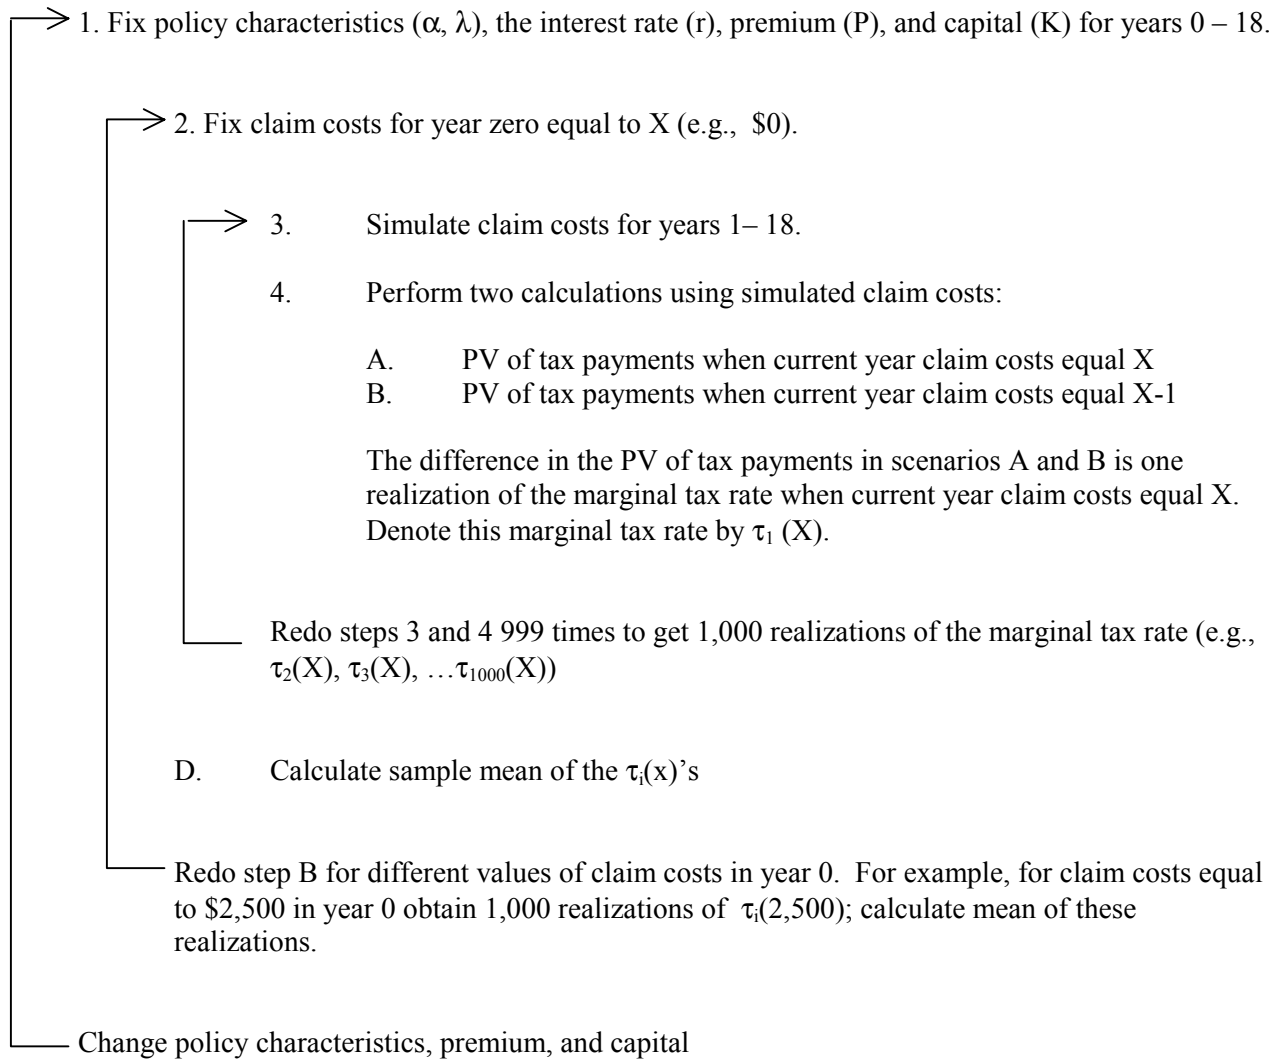 1. Fix policy characteristics (α, λ), the interest rate (r), premium (P), and capital (K) for years 0 – 18.
2. Fix claim costs for year zero equal to X (e.g., $0).
3. Simulate claim costs for years 1– 18.
4. Perform two calculations using simulated claim costs:
A. PV of tax payments when current year claim costs equal X
B. PV of tax payments when current year claim costs equal X-1
The difference in the PV of tax payments in scenarios A and B is one
realization of the marginal tax rate when current year claim costs equal X.
Denote this marginal tax rate by τ₁ (X).
Redo steps 3 and 4 999 times to get 1,000 realizations of the marginal tax rate (e.g.,
τ₂(X), τ₃(X), …τ₁₀₀₀(X))
D. Calculate sample mean of the τᵢ(x)’s
Redo step B for different values of claim costs in year 0. For example, for claim costs equal
to $2,500 in year 0 obtain 1,000 realizations of τᵢ(2,500); calculate mean of these
realizations.
Change policy characteristics, premium, and capital